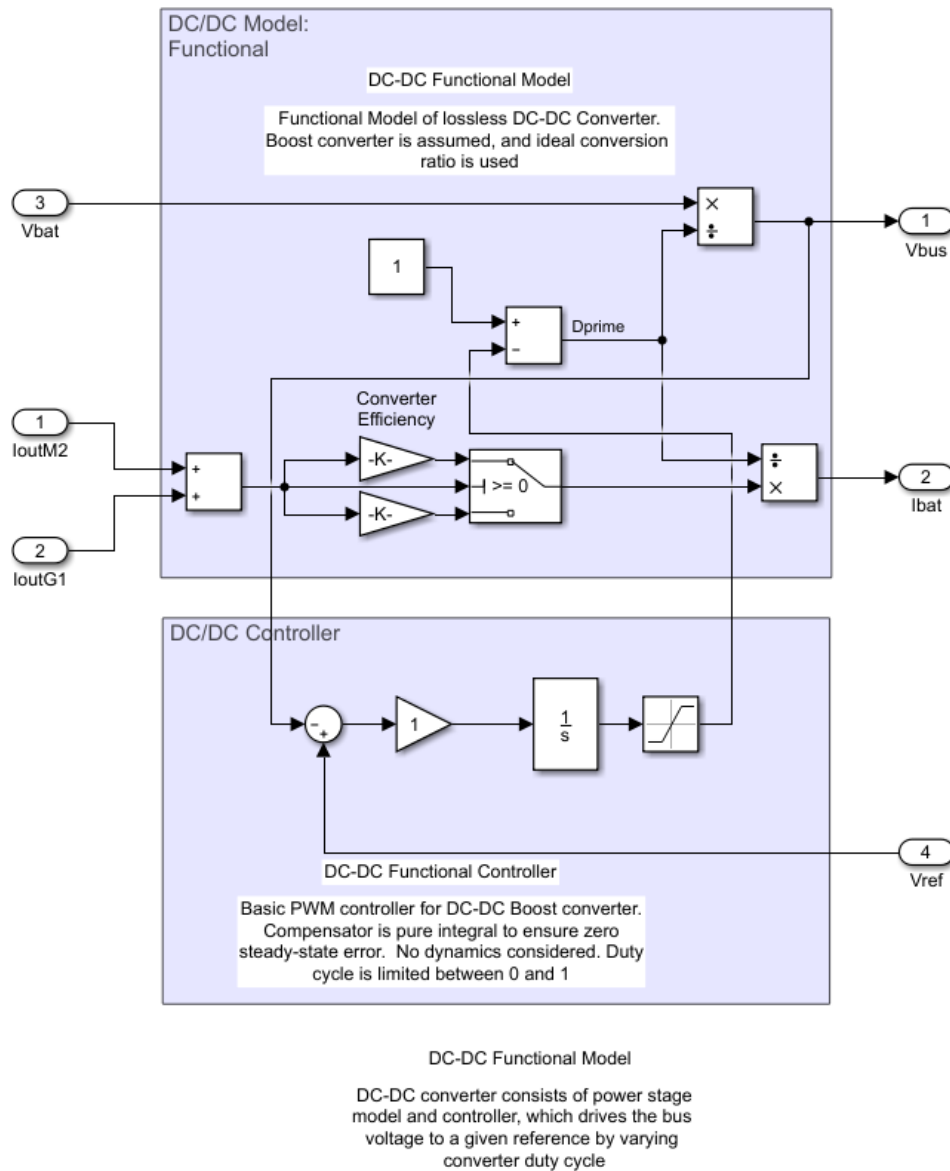 DC/DC Model:
Functional
DC-DC Functional Model
Functional Model of lossless DC-DC Converter.
Boost converter is assumed, and ideal conversion
ratio is used
3
Vbat
×
÷
1
Vbus
1
+
−
Dprime
Converter
Efficiency
1
IoutM2
+
+
-K-
>= 0
-K-
÷
×
2
Ibat
2
IoutG1
DC/DC Controller
−
+
1
1
s
4
Vref
DC-DC Functional Controller
Basic PWM controller for DC-DC Boost converter.
Compensator is pure integral to ensure zero
steady-state error.  No dynamics considered. Duty
cycle is limited between 0 and 1
DC-DC Functional Model
DC-DC converter consists of power stage
model and controller, which drives the bus
voltage to a given reference by varying
converter duty cycle